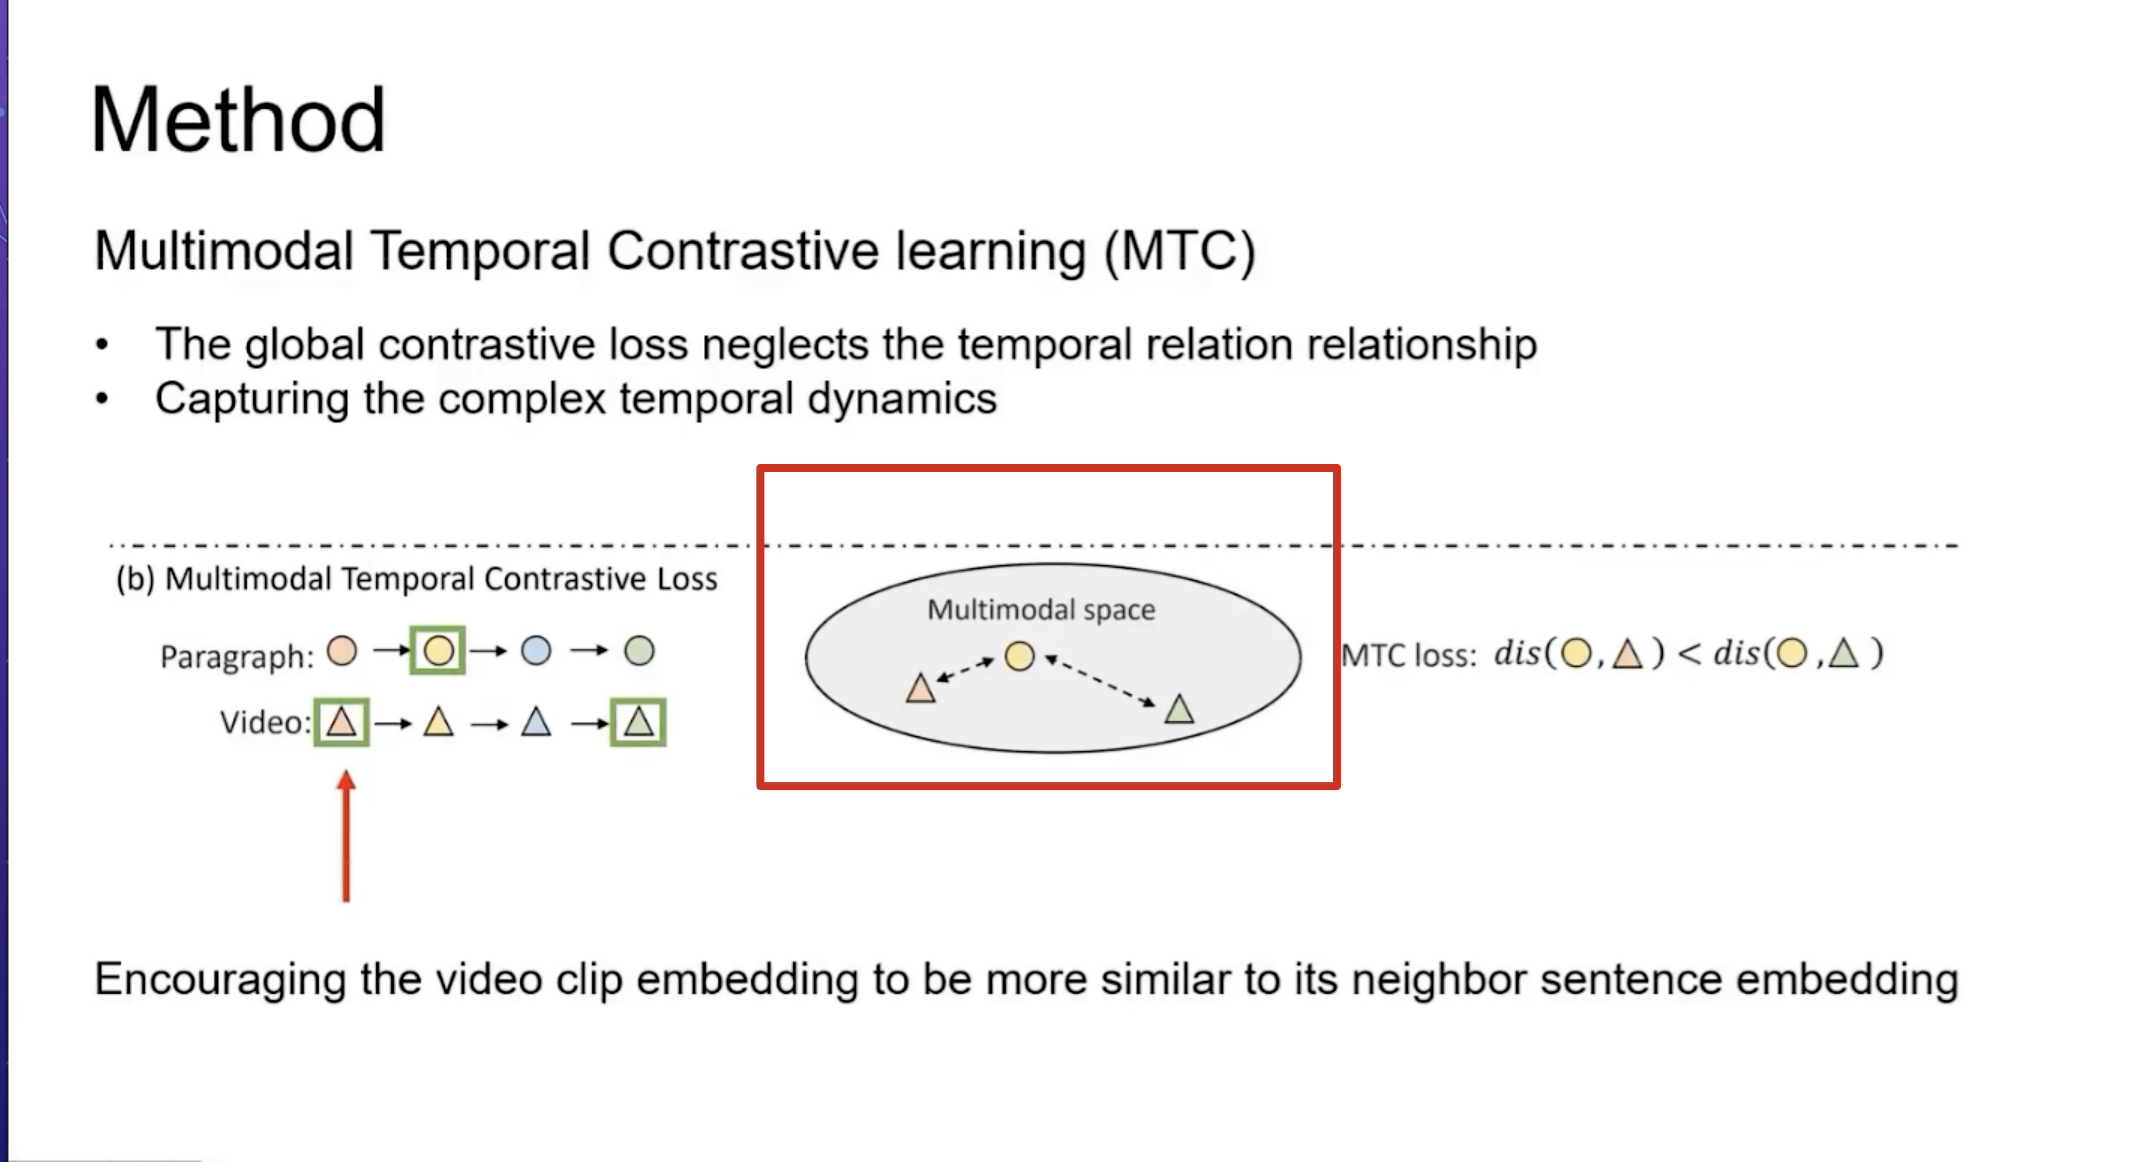 Method
Multimodal Temporal Contrastive learning (MTC)
• The global contrastive loss neglects the temporal relation relationship
• Capturing the complex temporal dynamics
(b) Multimodal Temporal Contrastive Loss
Paragraph:
Video:
Multimodal space
MTC loss: dis( , ) < dis( , )
Encouraging the video clip embedding to be more similar to its neighbor sentence embedding